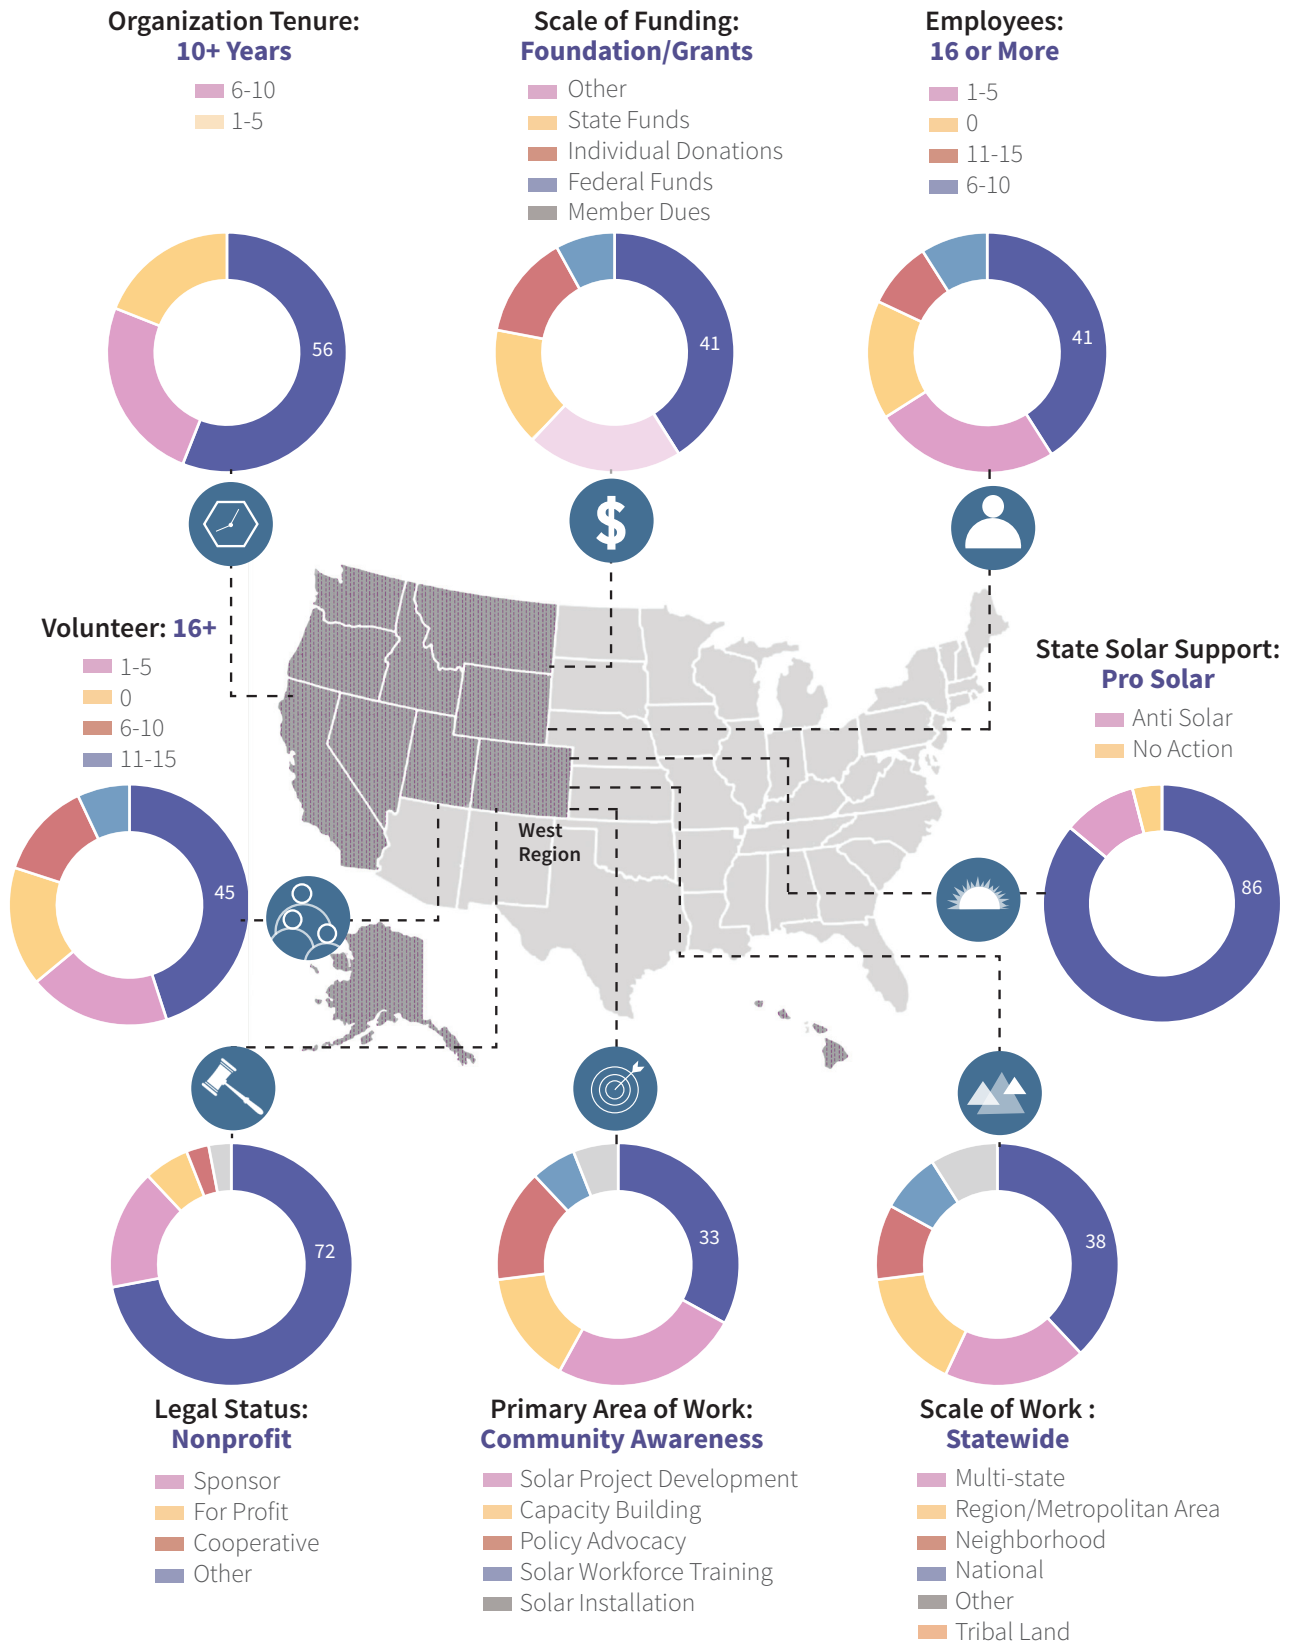 Organization Tenure:
10+ Years
6-10
1-5
Scale of Funding:
Foundation/Grants
Other
State Funds
Individual Donations
Federal Funds
Member Dues
Employees:
16 or More
1-5
0
11-15
6-10
56
41
41
$
Volunteer: 16+
1-5
0
6-10
11-15
45
West
Region
State Solar Support:
Pro Solar
Anti Solar
No Action
86
72
33
38
Legal Status:
Nonprofit
Sponsor
For Profit
Cooperative
Other
Primary Area of Work:
Community Awareness
Solar Project Development
Capacity Building
Policy Advocacy
Solar Workforce Training
Solar Installation
Scale of Work :
Statewide
Multi-state
Region/Metropolitan Area
Neighborhood
National
Other
Tribal Land